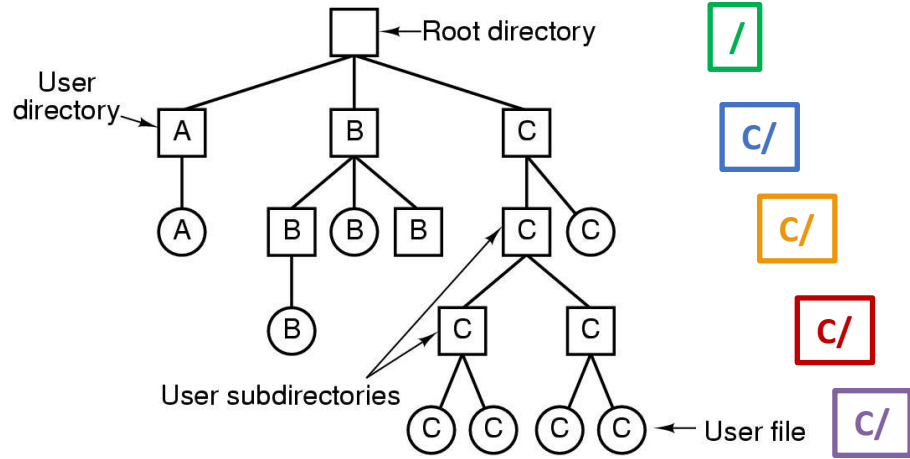 Root directory
/
User
directory
A
B
C
C/
A
B
B
B
C
C
C/
B
C
C
C/
User subdirectories
C
C
C
C
User file
C/